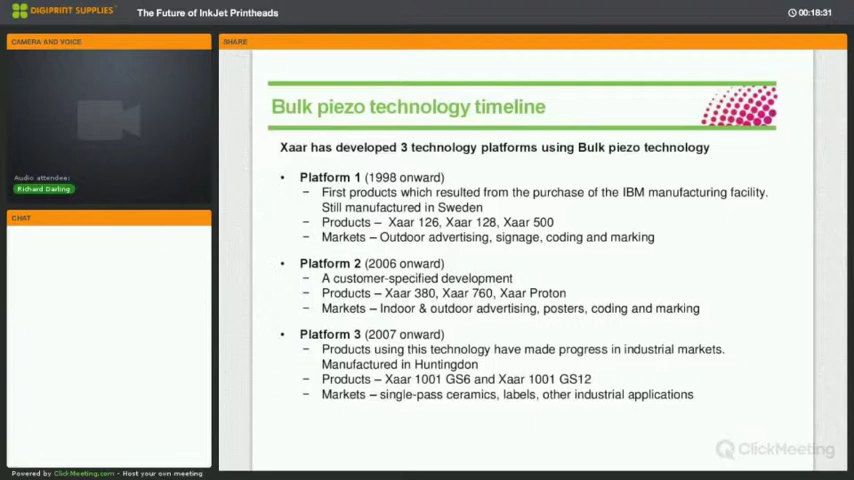 DIGIPRINT SUPPLIES
The Future of InkJet Printheads
00:18:31
CAMERA AND VOICE
Audio attendee:
Richard Darling
CHAT
SHARE
Bulk piezo technology timeline
Xaar has developed 3 technology platforms using Bulk piezo technology
• Platform 1 (1998 onward)
− First products which resulted from the purchase of the IBM manufacturing facility.
Still manufactured in Sweden
− Products – Xaar 126, Xaar 128, Xaar 500
− Markets – Outdoor advertising, signage, coding and marking
• Platform 2 (2006 onward)
− A customer-specified development
− Products – Xaar 380, Xaar 760, Xaar Proton
− Markets – Indoor & outdoor advertising, posters, coding and marking
• Platform 3 (2007 onward)
− Products using this technology have made progress in industrial markets.
Manufactured in Huntingdon
− Products – Xaar 1001 GS6 and Xaar 1001 GS12
− Markets – single-pass ceramics, labels, other industrial applications
ClickMeeting
Powered by ClickMeeting.com • Host your own meeting